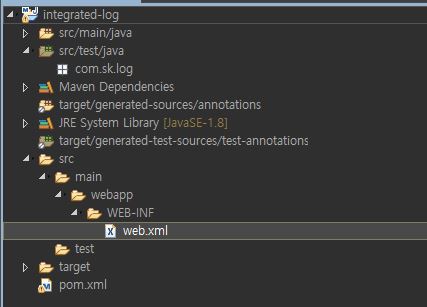 integrated-log
src/main/java
src/test/java
com.sk.log
Maven Dependencies
target/generated-sources/annotations
JRE System Library [JavaSE-1.8]
target/generated-test-sources/test-annotations
src
main
webapp
WEB-INF
web.xml
test
target
pom.xml